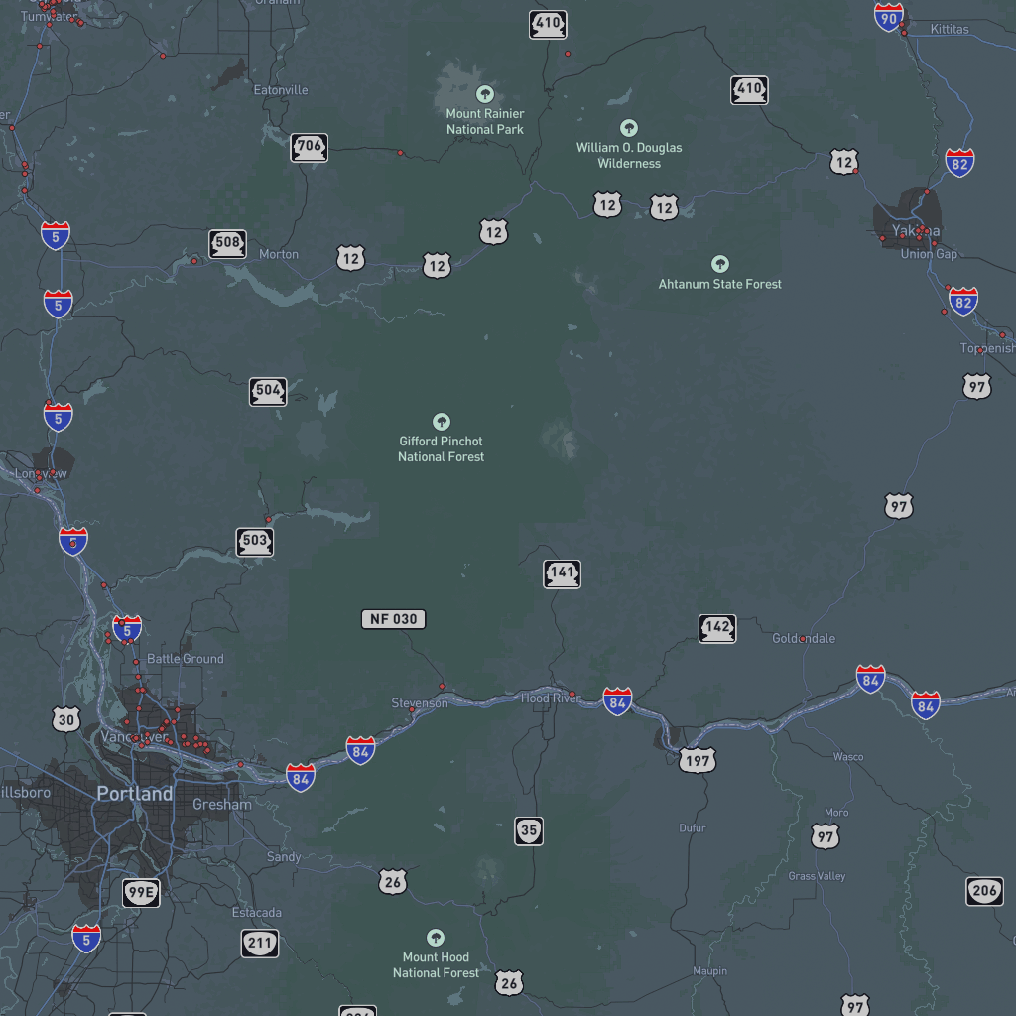 Graham
Tumwater
410
90
Kittitas
Eatonville
410
Mount Rainier
National Park
706
William O. Douglas
Wilderness
12
82
12
12
5
508
12
Yakima
Morton
12
12
Union Gap
Ahtanum State Forest
5
82
Toppenish
504
97
5
Gifford Pinchot
National Forest
Longview
97
5
503
141
NF 030
5
142
Goldendale
Battle Ground
84
Stevenson
Hood River
84
84
30
Vancouver
84
197
Wasco
84
Portland
Gresham
Moro
35
Dufur
97
Sandy
26
Grass Valley
99E
206
Estacada
5
211
Mount Hood
National Forest
Naupin
26
97